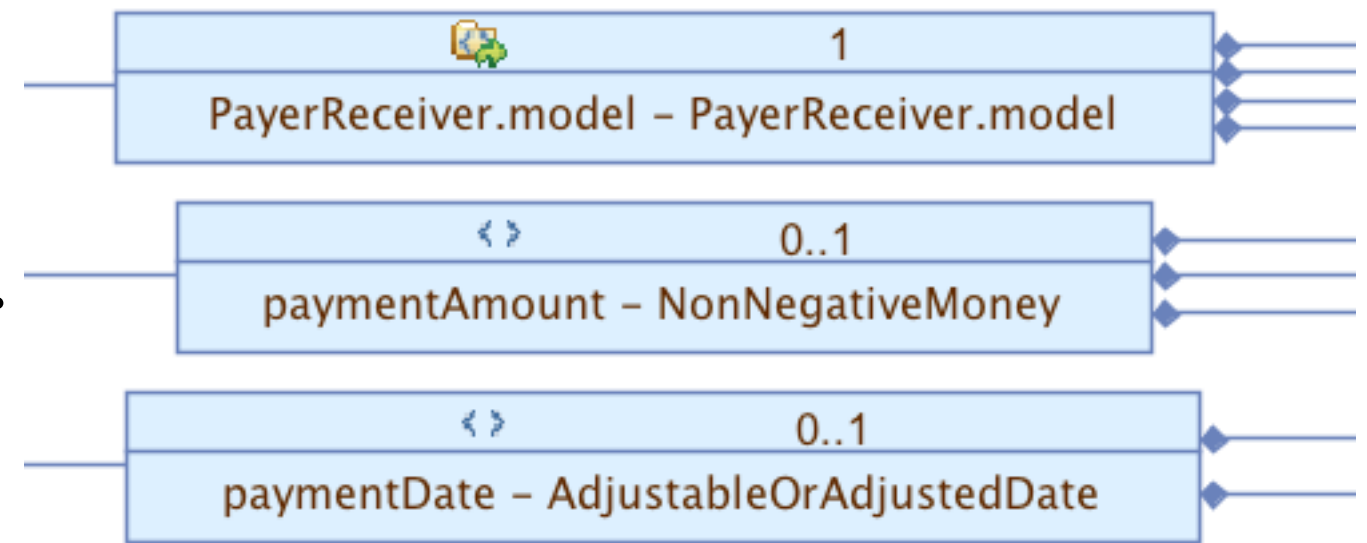 1
PayerReceiver.model – PayerReceiver.model
< > 0..1
paymentAmount – NonNegativeMoney
< > 0..1
paymentDate – AdjustableOrAdjustedDate